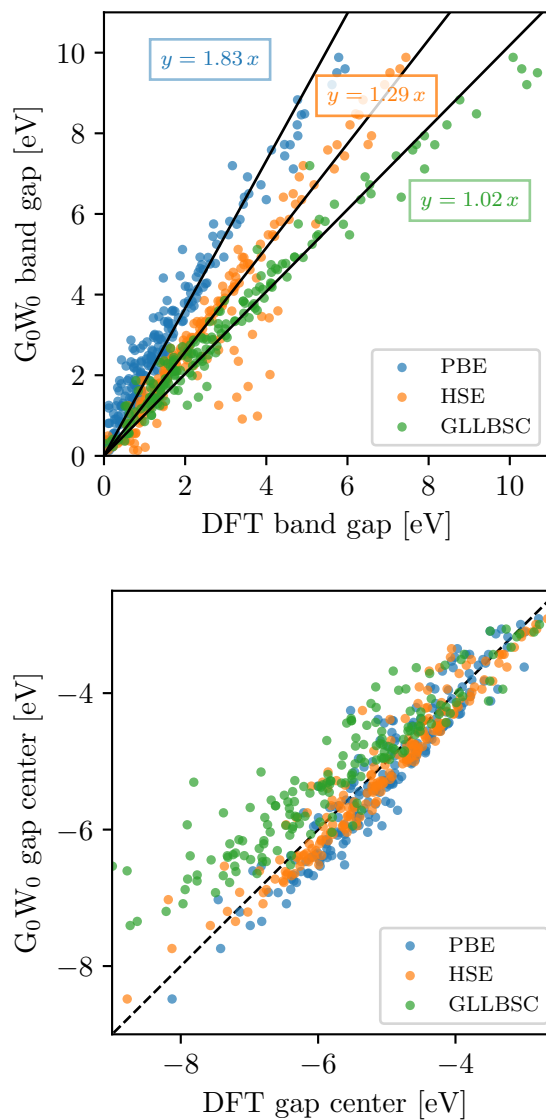 10
8
6
4
2
0
G₀W₀ band gap [eV]
y = 1.83 x
y = 1.29 x
y = 1.02 x
PBE
HSE
GLLBSC
0 2 4 6 8 10
DFT band gap [eV]
−4
−6
−8
G₀W₀ gap center [eV]
PBE
HSE
GLLBSC
−8 −6 −4
DFT gap center [eV]